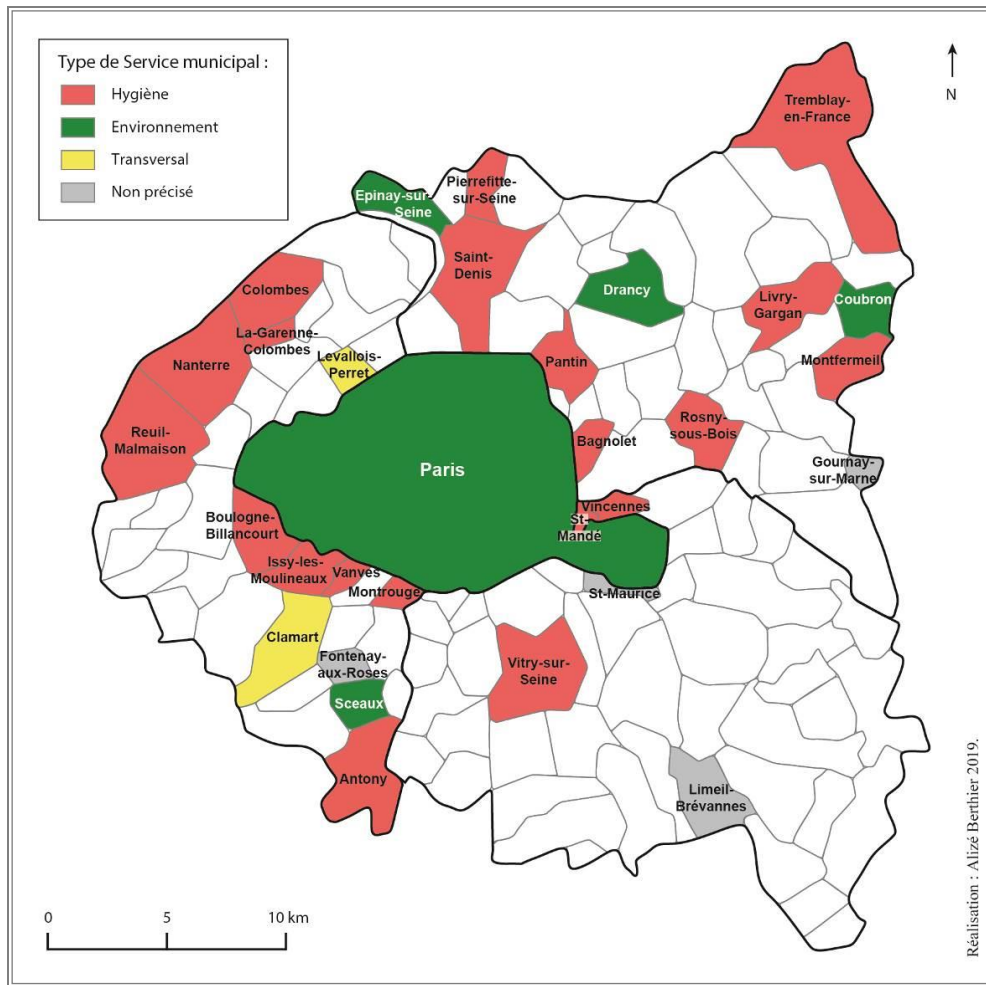 Type de Service municipal :
Hygiène
Environnement
Transversal
Non précisé
N
Tremblay-
en-France
Pierrefitte-
sur-Seine
Epinay-sur-
Seine
Saint-
Denis
Drancy
Colombes
Livry-
Gargan
Coubron
La-Garenne-
Colombes
Levallois-
Perret
Nanterre
Pantin
Montfermeil
Reuil-
Malmaison
Rosny-
sous-Bois
Bagnolet
Paris
Gournay-
sur-Marne
Vincennes
St-
Mandé
Boulogne-
Billancourt
Issy-les-
Moulineaux
Vanves
Montrouge
St-Maurice
Clamart
Fontenay-
aux-Roses
Vitry-sur-
Seine
Sceaux
Antony
Limeil-
Brévannes
0 5 10 km
Réalisation : Alizé Berthier 2019.